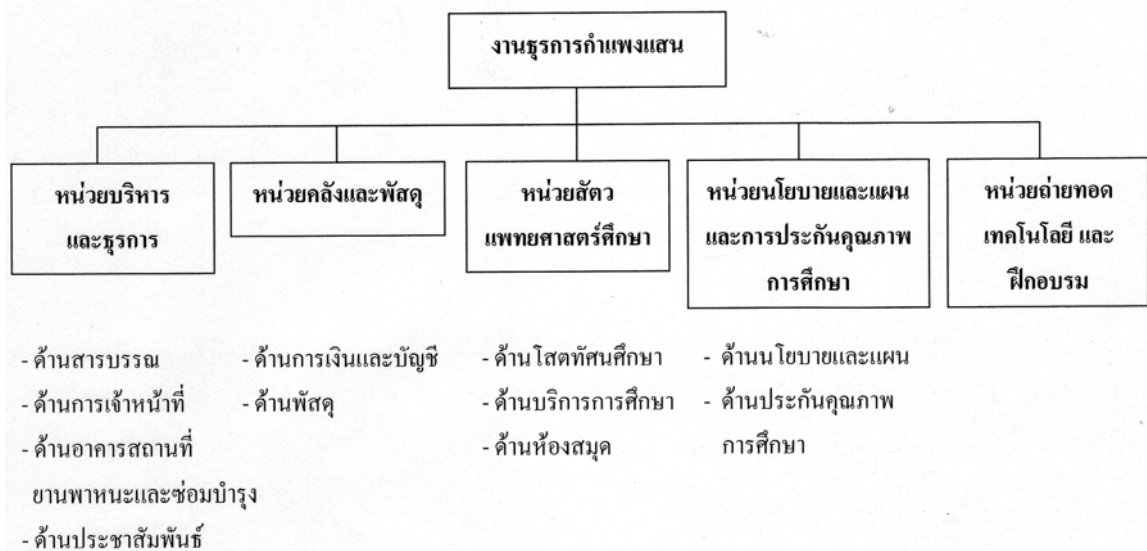 งานธุรการกำแพงแสน
หน่วยบริหาร
และธุรการ
หน่วยคลังและพัสดุ
หน่วยสัตว
แพทยศาสตร์ศึกษา
หน่วยนโยบายและแผน
และการประกันคุณภาพ
การศึกษา
หน่วยถ่ายทอด
เทคโนโลยี และ
ฝึกอบรม
- ด้านสารบรรณ
- ด้านการเจ้าหน้าที่
- ด้านอาคารสถานที่
ยานพาหนะและซ่อมบำรุง
- ด้านประชาสัมพันธ์
- ด้านการเงินและบัญชี
- ด้านพัสดุ
- ด้านโสตทัศนศึกษา
- ด้านบริการการศึกษา
- ด้านห้องสมุด
- ด้านนโยบายและแผน
- ด้านประกันคุณภาพ
การศึกษา